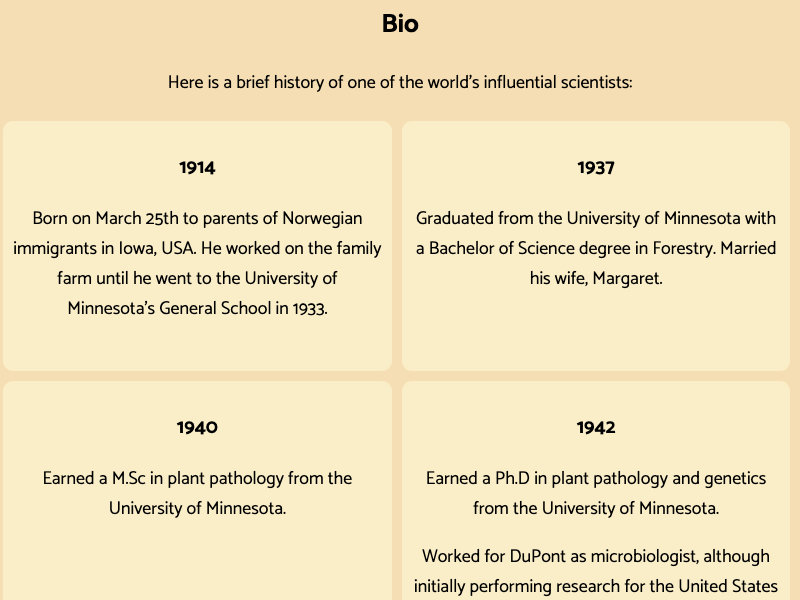 Bio
Here is a brief history of one of the world's influential scientists:
1914
Born on March 25th to parents of Norwegian
immigrants in Iowa, USA. He worked on the family
farm until he went to the University of
Minnesota's General School in 1933.
1937
Graduated from the University of Minnesota with
a Bachelor of Science degree in Forestry. Married
his wife, Margaret.
1940
Earned a M.Sc in plant pathology from the
University of Minnesota.
1942
Earned a Ph.D in plant pathology and genetics
from the University of Minnesota.
Worked for DuPont as microbiologist, although
initially performing research for the United States